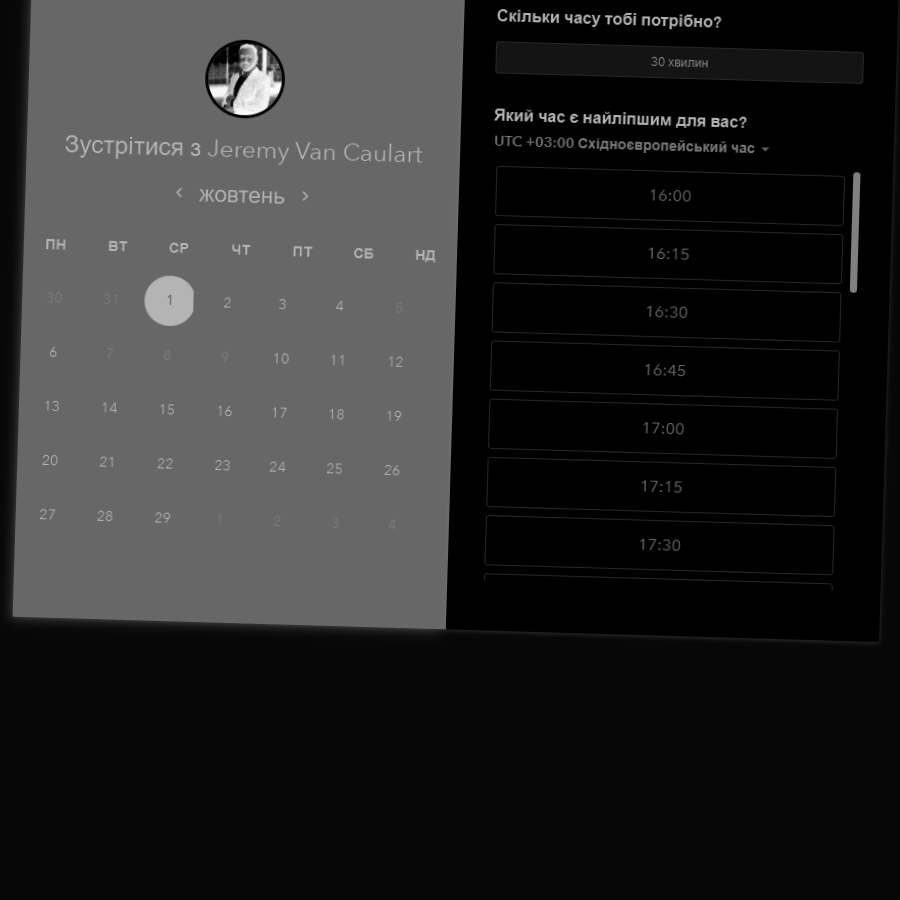 Зустрітися з Jeremy Van Caulart
жовтень
ПН ВТ СР ЧТ ПТ СБ НД
30 31 1 2 3 4 5
6 7 8 9 10 11 12
13 14 15 16 17 18 19
20 21 22 23 24 25 26
27 28 29 1 2 3 4
Скільки часу тобі потрібно?
30 хвилин
Який час є найліпшим для вас?
UTC +03:00 Східноєвропейський час
16:00
16:15
16:30
16:45
17:00
17:15
17:30